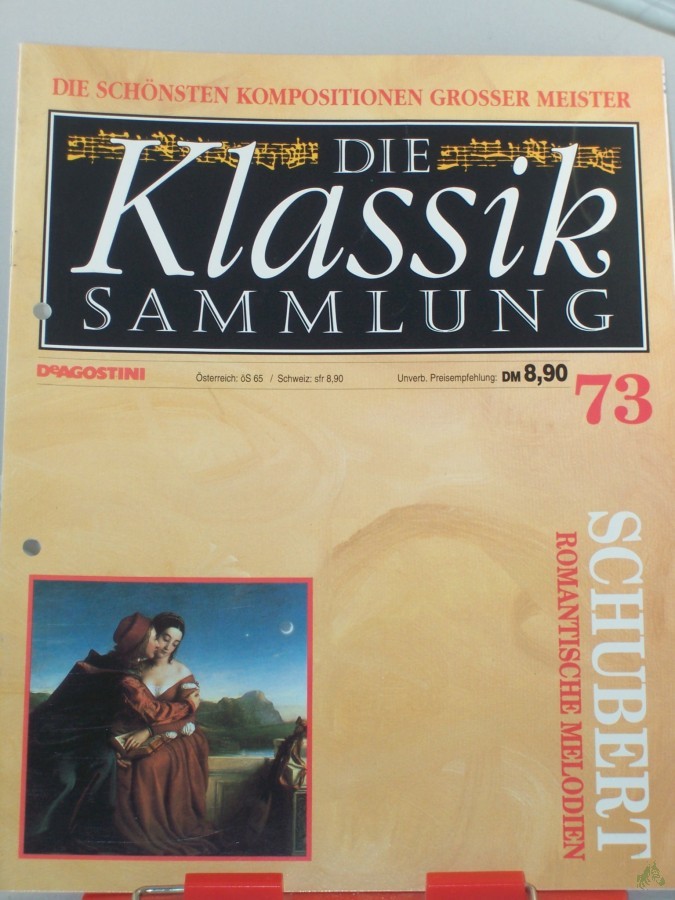 DIE SCHÖNSTEN KOMPOSITIONEN GROSSER MEISTER
DIE
Klassik
SAMMLUNG
DeAGOSTINI
Österreich: öS 65 / Schweiz: sfr 8,90
Unverb. Preisempfehlung: DM 8,90
73
SCHUBERT
ROMANTISCHE MELODIEN